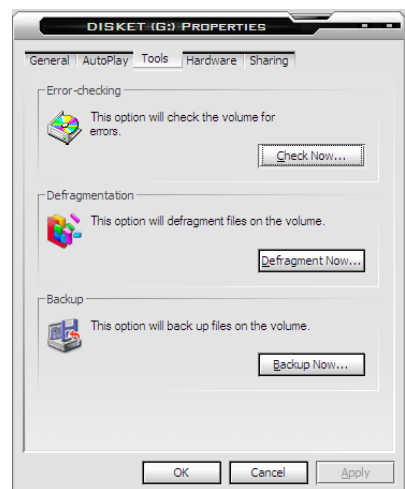 DISKET (G:) PROPERTIES
General AutoPlay Tools Hardware Sharing
Error-checking
This option will check the volume for
errors.
Check Now...
Defragmentation
This option will defragment files on the volume.
Defragment Now...
Backup
This option will back up files on the volume.
Backup Now...
OK Cancel Apply